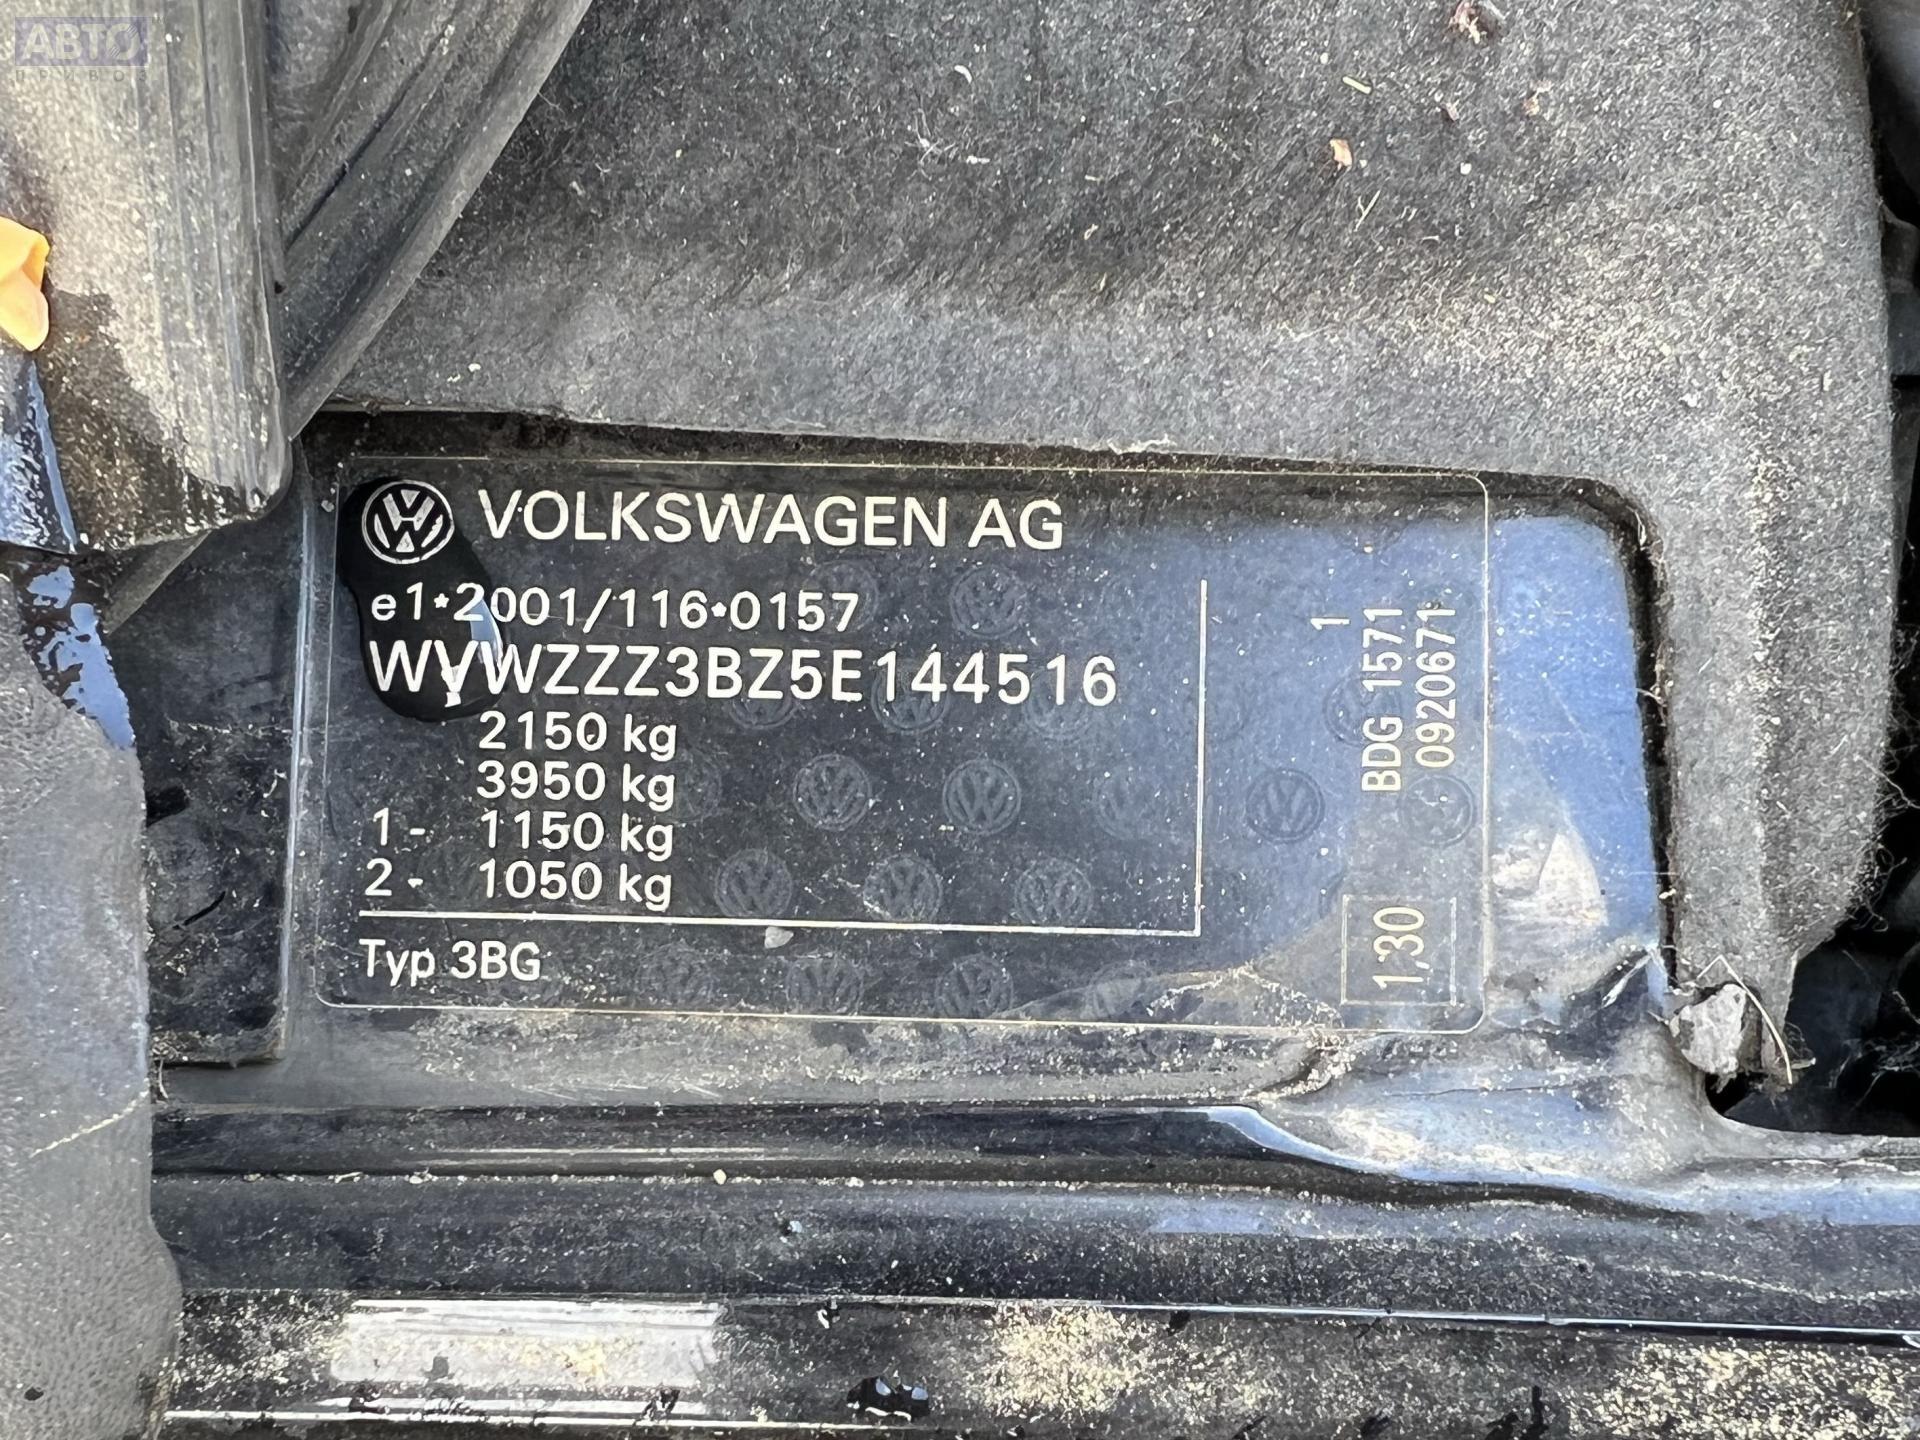 АВТО
ПРИВОЗ
VOLKSWAGEN AG
e1*2001/116*0157
WVWZZZ3BZ5E144516
2150 kg
3950 kg
1- 1150 kg
2- 1050 kg
Typ 3BG
1
BDG 1571
0920671
1,30